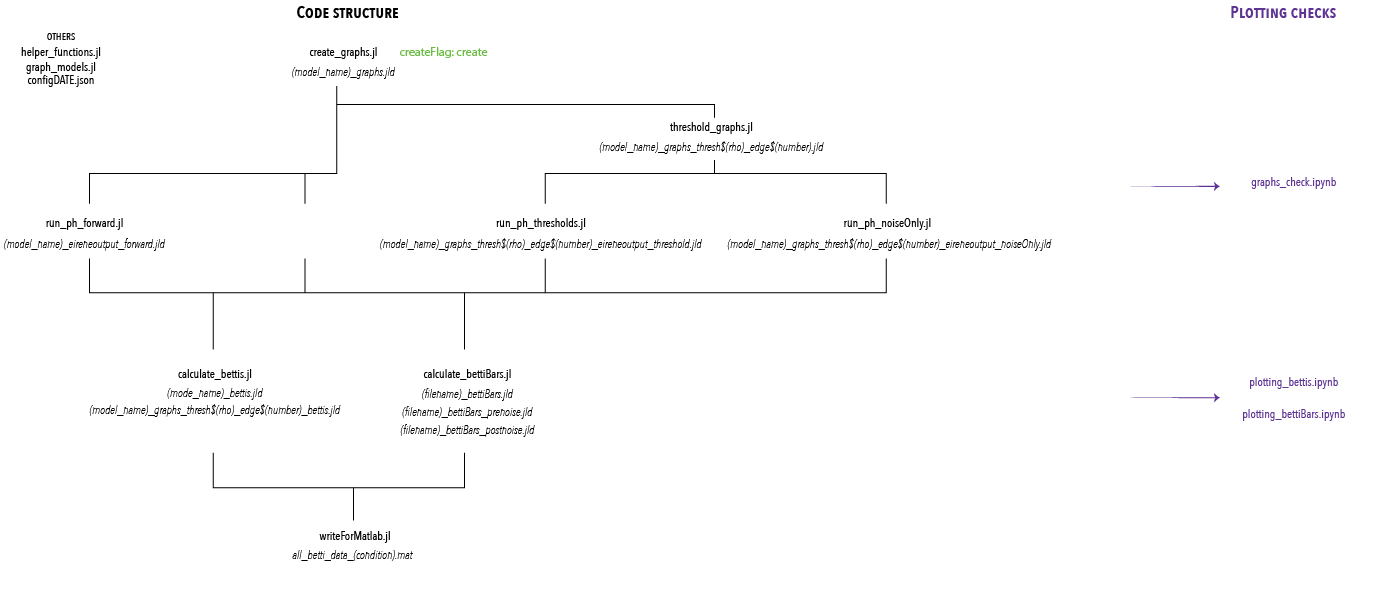 CODE STRUCTURE
PLOTTING CHECKS
OTHERS
helper_functions.jl
graph_models.jl
configDATE.json
create_graphs.jl createFlag: create
(model_name)_graphs.jld
threshold_graphs.jl
(model_name)_graphs_thresh$(rho)_edge$(number).jld
graphs_check.ipynb
run_ph_forward.jl
(model_name)_eireneoutput_forward.jld
run_ph_thresholds.jl
(model_name)_graphs_thresh$(rho)_edge$(number)_eireneoutput_threshold.jld
run_ph_noiseOnly.jl
(model_name)_graphs_thresh$(rho)_edge$(number)_eireneoutput_noiseOnly.jld
calculate_bettis.jl
(mode_name)_bettis.jld
(model_name)_graphs_thresh$(rho)_edge$(number)_bettis.jld
calculate_bettiBars.jl
(filename)_bettiBars.jld
(filename)_bettiBars_prenoise.jld
(filename)_bettiBars_postnoise.jld
plotting_bettis.ipynb
plotting_bettiBars.ipynb
writeForMatlab.jl
all_betti_data_(condition).mat